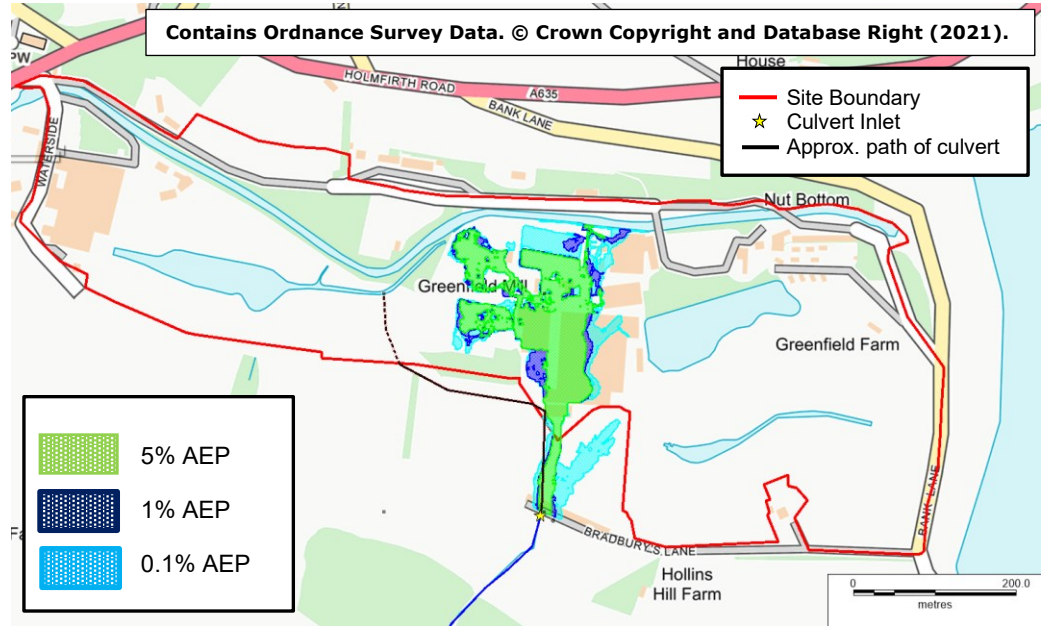 Contains Ordnance Survey Data. © Crown Copyright and Database Right (2021).
PW
HOLMFIRTH ROAD
A635
House
BANK LANE
Site Boundary
Culvert Inlet
Approx. path of culvert
WATERSIDE
Nut Bottom
Greenfield Mill
Greenfield Farm
5% AEP
1% AEP
0.1% AEP
BANK LANE
BRADBURY'S LANE
Hollins
Hill Farm
0 200.0
metres